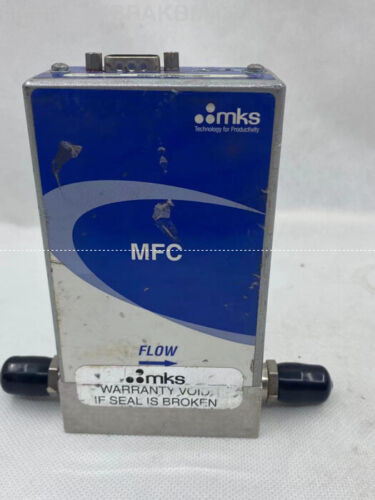 mks
Technology for Productivity
MFC
FLOW
mks
WARRANTY VOID
IF SEAL IS BROKEN